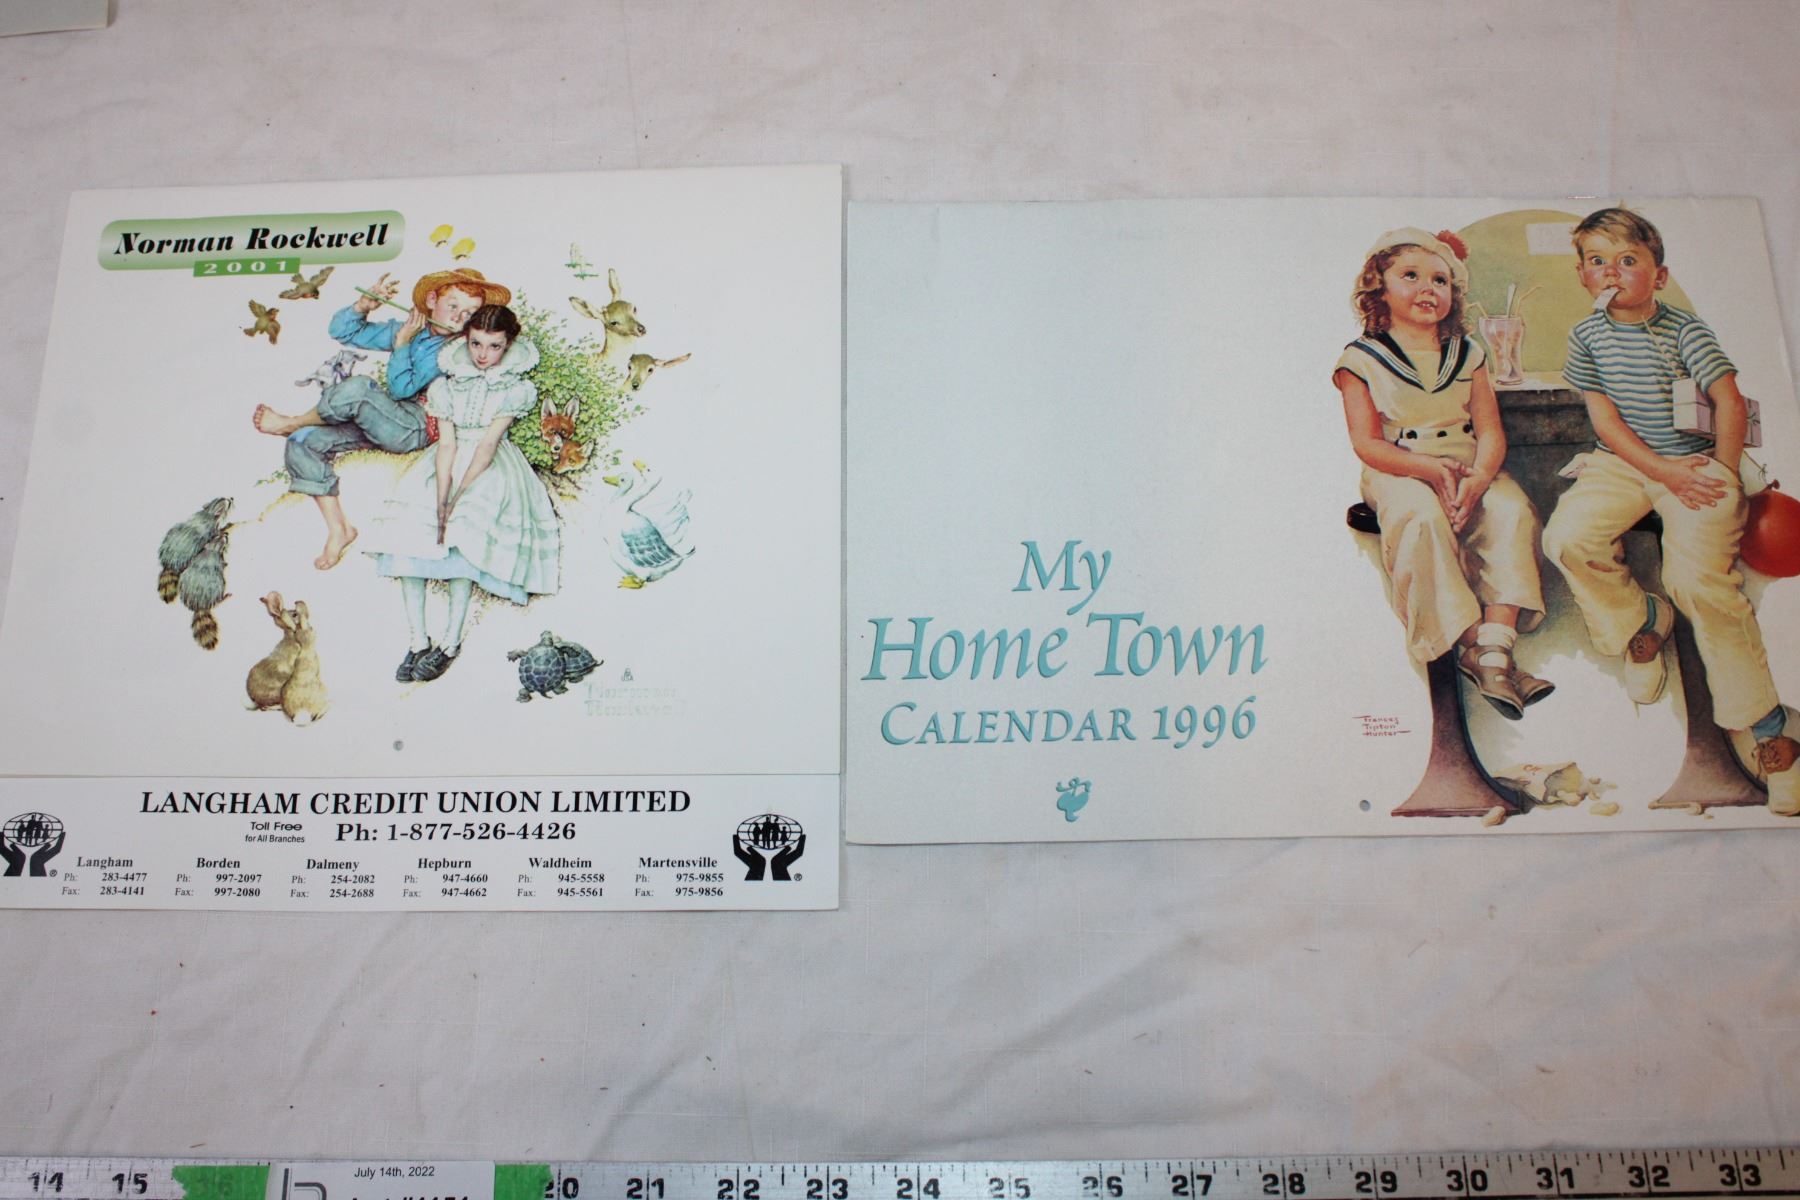 Norman Rockwell
2001
Norman
Rockwell
LANGHAM CREDIT UNION LIMITED
Toll Free
for All Branches
Ph: 1-877-526-4426
Langham
Ph: 283-4477
Fax: 283-4141
Borden
Ph: 997-2097
Fax: 997-2080
Dalmeny
Ph: 254-2082
Fax: 254-2688
Hepburn
Ph: 947-4660
Fax: 947-4662
Waldheim
Ph: 945-5558
Fax: 945-5561
Martensville
Ph: 975-9855
Fax: 975-9856
My
Home Town
CALENDAR 1996
Frances
Tipton
Hunter
14 15 16 20 21 22 23 24 25 26 27 28 29 30 31 32 33
July 14th, 2022